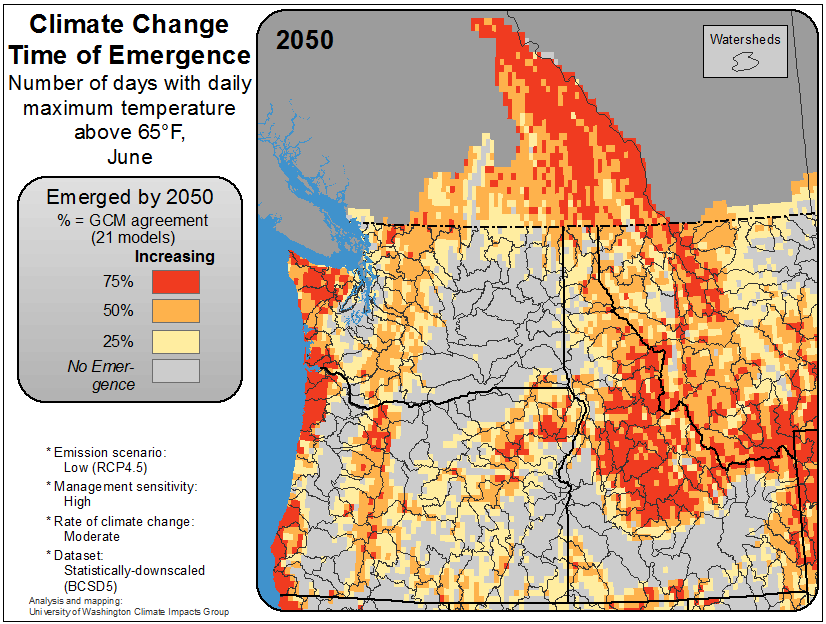 Climate Change
Time of Emergence
Number of days with daily
maximum temperature
above 65°F,
June
Emerged by 2050
% = GCM agreement
(21 models)
Increasing
75%
50%
25%
No Emer-
gence
* Emission scenario:
Low (RCP4.5)
* Management sensitivity:
High
* Rate of climate change:
Moderate
* Dataset:
Statistically-downscaled
(BCSD5)
Analysis and mapping:
University of Washington Climate Impacts Group
2050
Watersheds